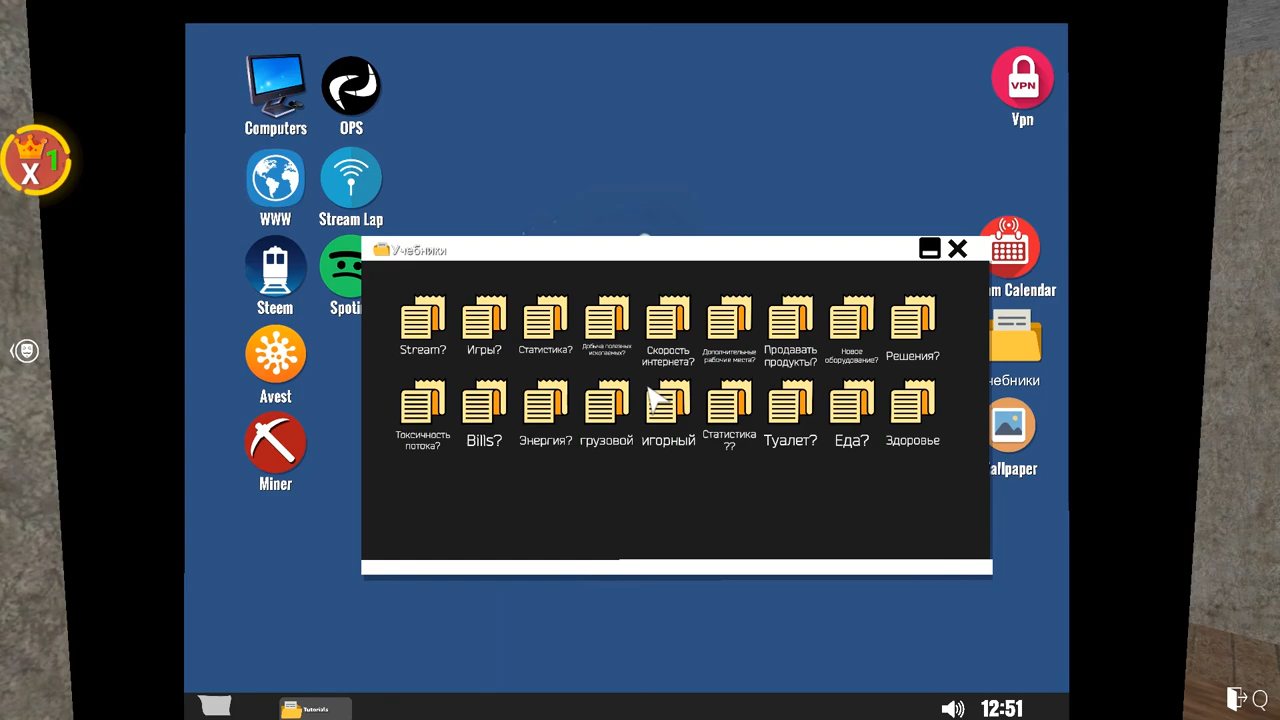 Computers
OPS
VPN
Vpn
X 1
WWW
Stream Lap
Учебники
Steem
Spoti
am Calendar
Stream?
Игры?
Статистика?
Добыча полезных
ископаемых?
Скорость
интернета?
Дополнительные
рабочие места?
Продавать
продукты?
Новое
оборудование?
Решения?
чебники
Avest
Токсичность
потока?
Bills?
Энергия?
грузовой
игорный
Статистика
??
Туалет?
Еда?
Здоровье
allpaper
Miner
Tutorials
12:51
Q